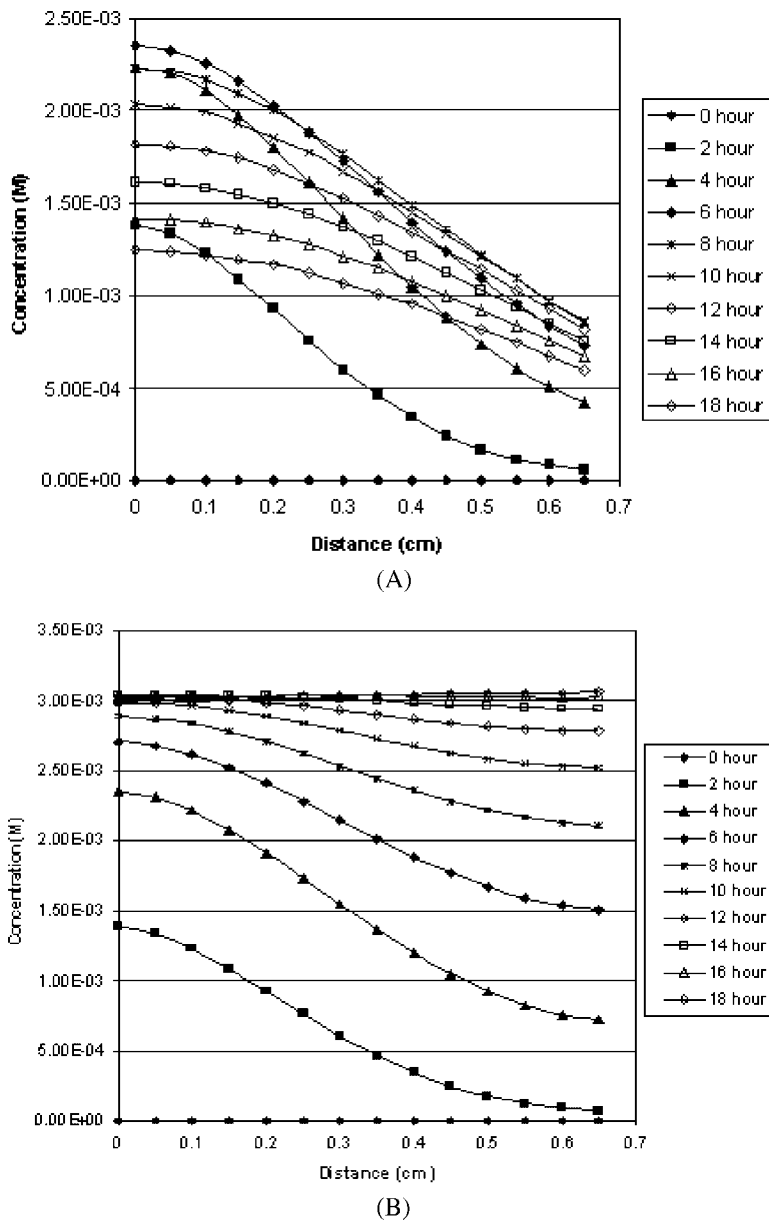 2.50E-03
2.00E-03
1.50E-03
1.00E-03
5.00E-04
0.00E+00
Concentration (M)
0 0.1 0.2 0.3 0.4 0.5 0.6 0.7
Distance (cm)
0 hour
2 hour
4 hour
6 hour
8 hour
10 hour
12 hour
14 hour
16 hour
18 hour
(A)
3.50E-03
3.00E-03
2.50E-03
2.00E-03
1.50E-03
1.00E-03
5.00E-04
0.00E+00
Concentration (M)
0 0.1 0.2 0.3 0.4 0.5 0.6 0.7
Distance (cm)
0 hour
2 hour
4 hour
6 hour
8 hour
10 hour
12 hour
14 hour
16 hour
18 hour
(B)